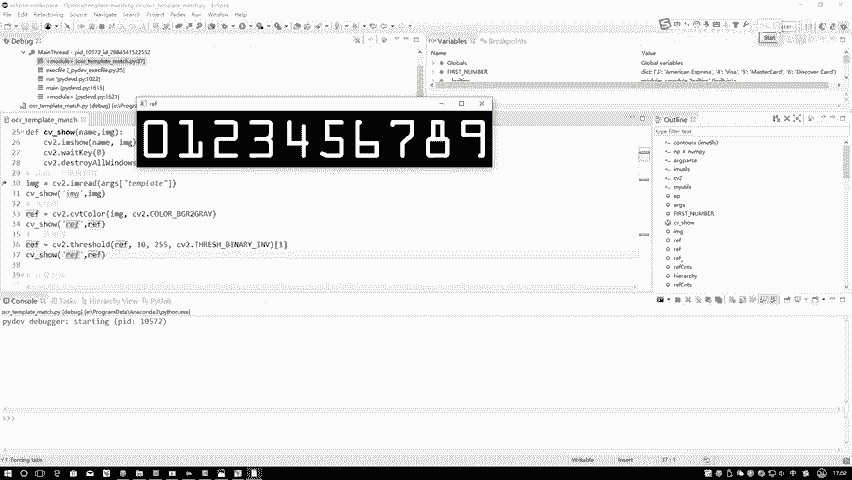 File Edit Refactoring Source Navigate Search Project Pydev Run Window Help
Debug
MainThread - pid_10572_id_2684541522552
<module> [ocr_template_match.py:37]
execfile [_pydev_execfile.py:25]
run [pydevd.py:1022]
main [pydevd.py:1615]
<module> [pydevd.py:1621]
ocr_template_match.py [debug]
Variables
Breakpoints
Name Value
Globals Global variables
FIRST_NUMBER dict: {'3': 'American Express', '4': 'Visa', '5': 'MasterCard', '6': 'Discover Card'}
ref
0123456789
ocr_template_match
25 def cv_show(name,img):
26 cv2.imshow(name, img)
27 cv2.waitKey(0)
28 cv2.destroyAllWindows
29
30 img = cv2.imread(args["template"])
31 cv_show('img',img)
32
33 ref = cv2.cvtColor(img, cv2.COLOR_BGR2GRAY)
34 cv_show('ref',ref)
35
36 ref = cv2.threshold(ref, 10, 255, cv2.THRESH_BINARY_INV)[1]
37 cv_show('ref',ref)
38
39
Outline
type filter text
contours (imutils)
np = numpy
argparse
imutils
cv2
myutils
ap
args
FIRST_NUMBER
cv_show
img
ref
ref
ref_
refCnts
hierarchy
refCnts
Console
Tasks
Hierarchy View
PyUnit
ocr_template_match.py [debug] [e:\ProgramData\Anaconda3\python.exe]
pydev debugger: starting (pid: 10572)
>>>
Writable Insert 37 : 1